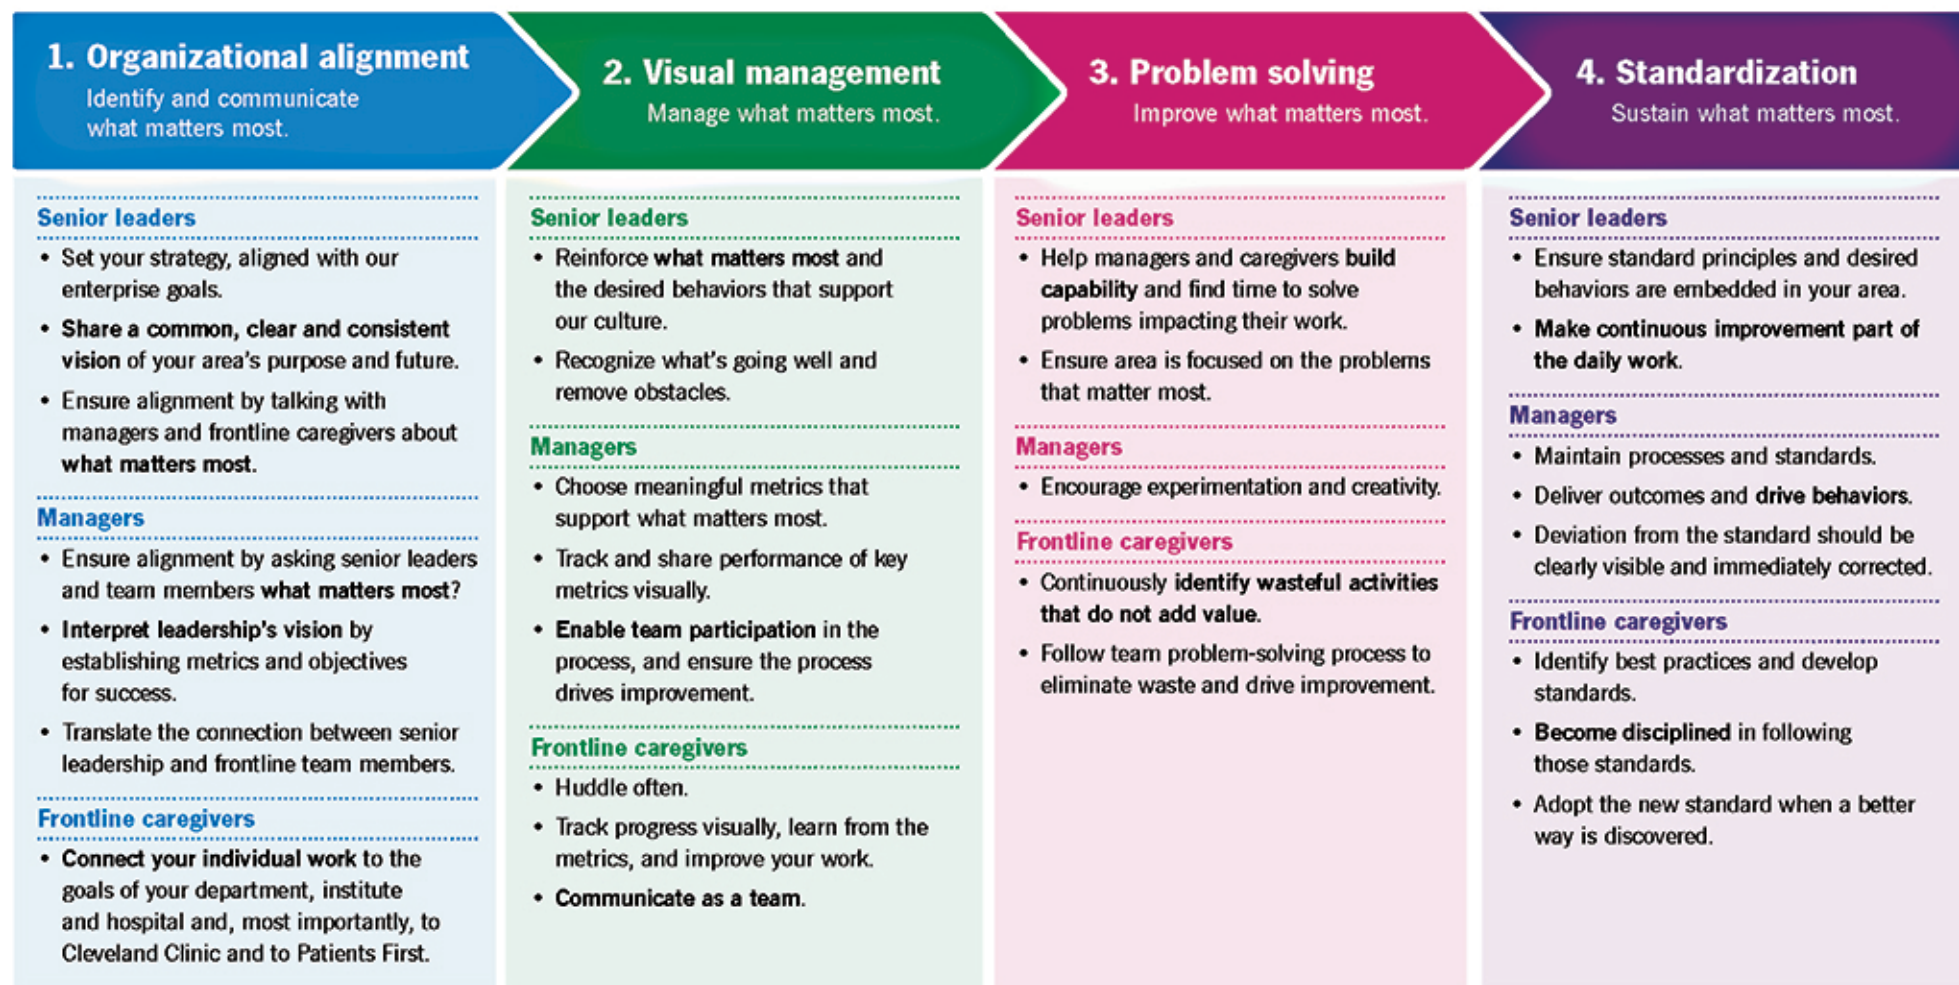 1. Organizational alignment
Identify and communicate
what matters most.
Senior leaders
• Set your strategy, aligned with our
enterprise goals.
• Share a common, clear and consistent
vision of your area's purpose and future.
• Ensure alignment by talking with
managers and frontline caregivers about
what matters most.
Managers
• Ensure alignment by asking senior leaders
and team members what matters most?
• Interpret leadership's vision by
establishing metrics and objectives
for success.
• Translate the connection between senior
leadership and frontline team members.
Frontline caregivers
• Connect your individual work to the
goals of your department, institute
and hospital and, most importantly, to
Cleveland Clinic and to Patients First.
2. Visual management
Manage what matters most.
Senior leaders
• Reinforce what matters most and
the desired behaviors that support
our culture.
• Recognize what's going well and
remove obstacles.
Managers
• Choose meaningful metrics that
support what matters most.
• Track and share performance of key
metrics visually.
• Enable team participation in the
process, and ensure the process
drives improvement.
Frontline caregivers
• Huddle often.
• Track progress visually, learn from the
metrics, and improve your work.
• Communicate as a team.
3. Problem solving
Improve what matters most.
Senior leaders
• Help managers and caregivers build
capability and find time to solve
problems impacting their work.
• Ensure area is focused on the problems
that matter most.
Managers
• Encourage experimentation and creativity.
Frontline caregivers
• Continuously identify wasteful activities
that do not add value.
• Follow team problem-solving process to
eliminate waste and drive improvement.
4. Standardization
Sustain what matters most.
Senior leaders
• Ensure standard principles and desired
behaviors are embedded in your area.
• Make continuous improvement part of
the daily work.
Managers
• Maintain processes and standards.
• Deliver outcomes and drive behaviors.
• Deviation from the standard should be
clearly visible and immediately corrected.
Frontline caregivers
• Identify best practices and develop
standards.
• Become disciplined in following
those standards.
• Adopt the new standard when a better
way is discovered.